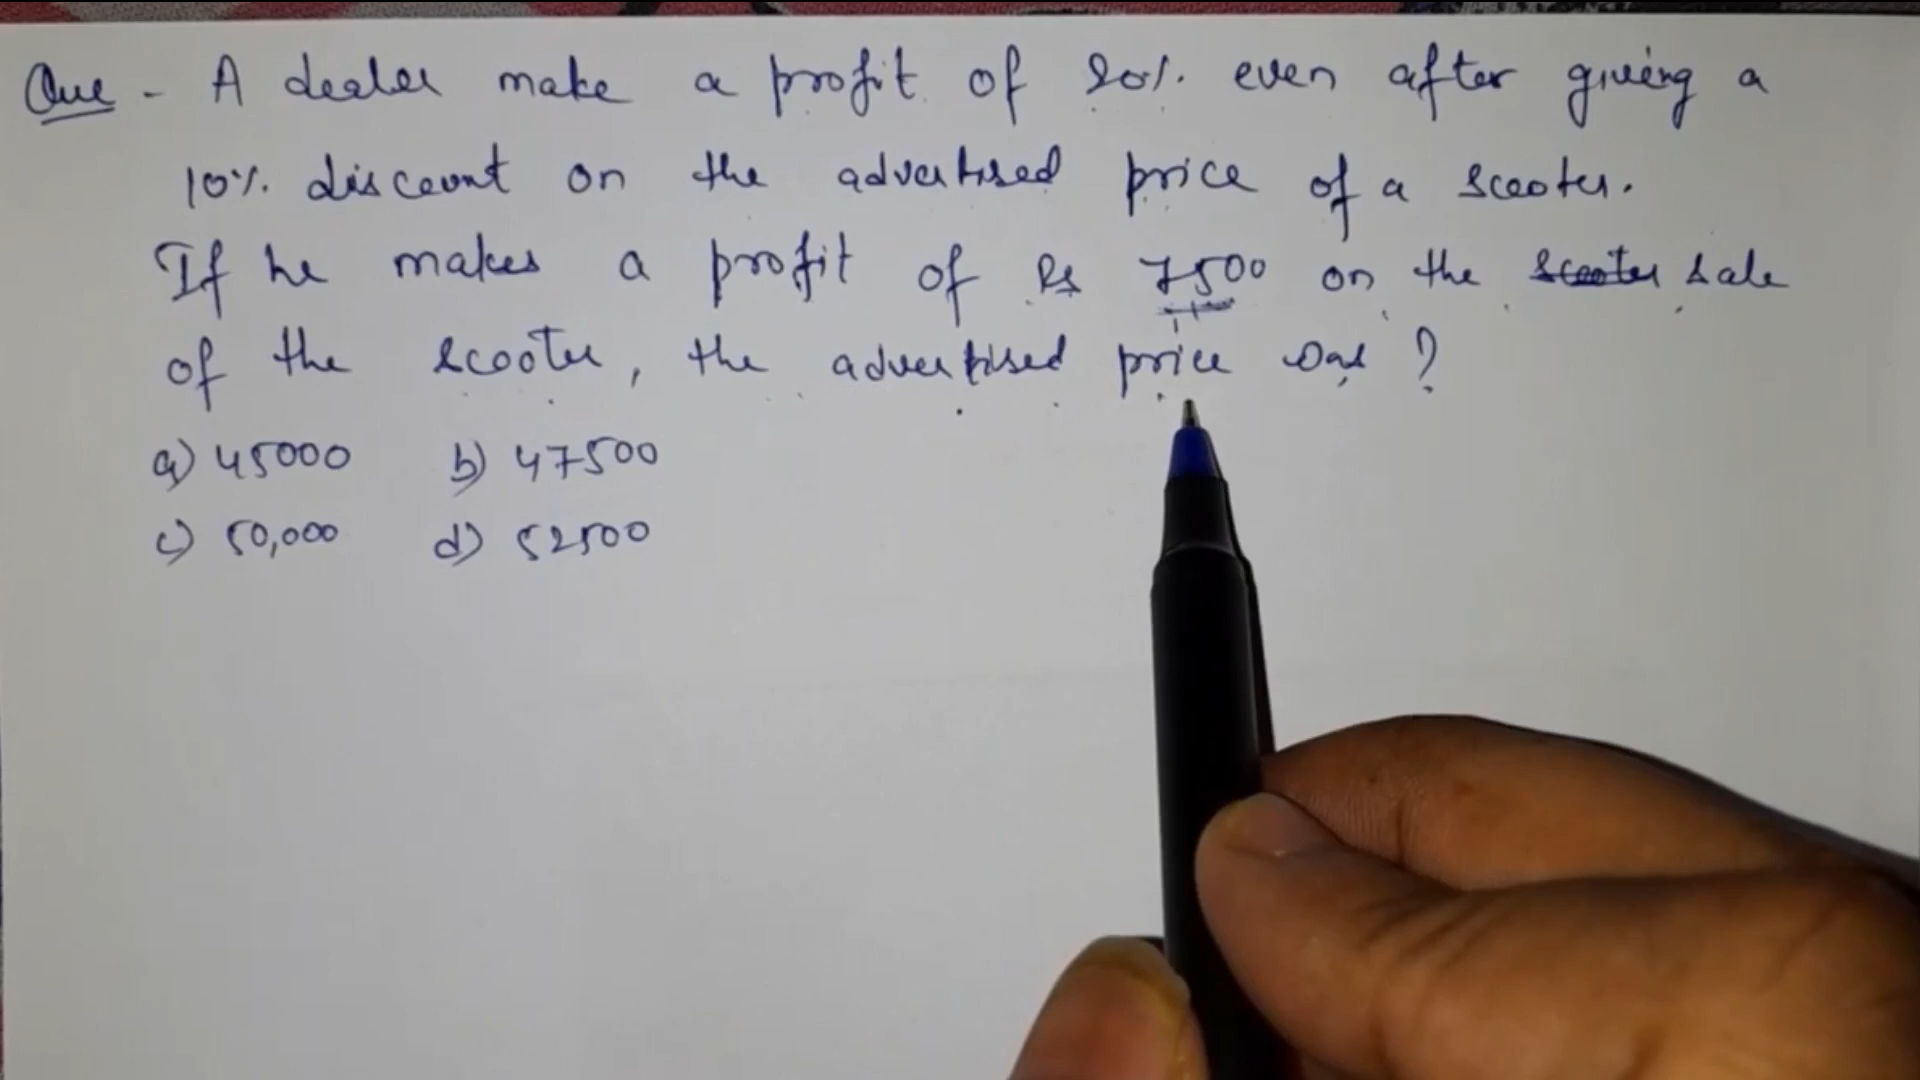 Que - A dealer make a profit of 20%. even after giving a
10%. discount on the advertised price of a scooter.
If he makes a profit of Rs 7500 on the scooter sale
of the scooter, the advertised price was ?
a) 45000 b) 47500
c) 50,000 d) 52500